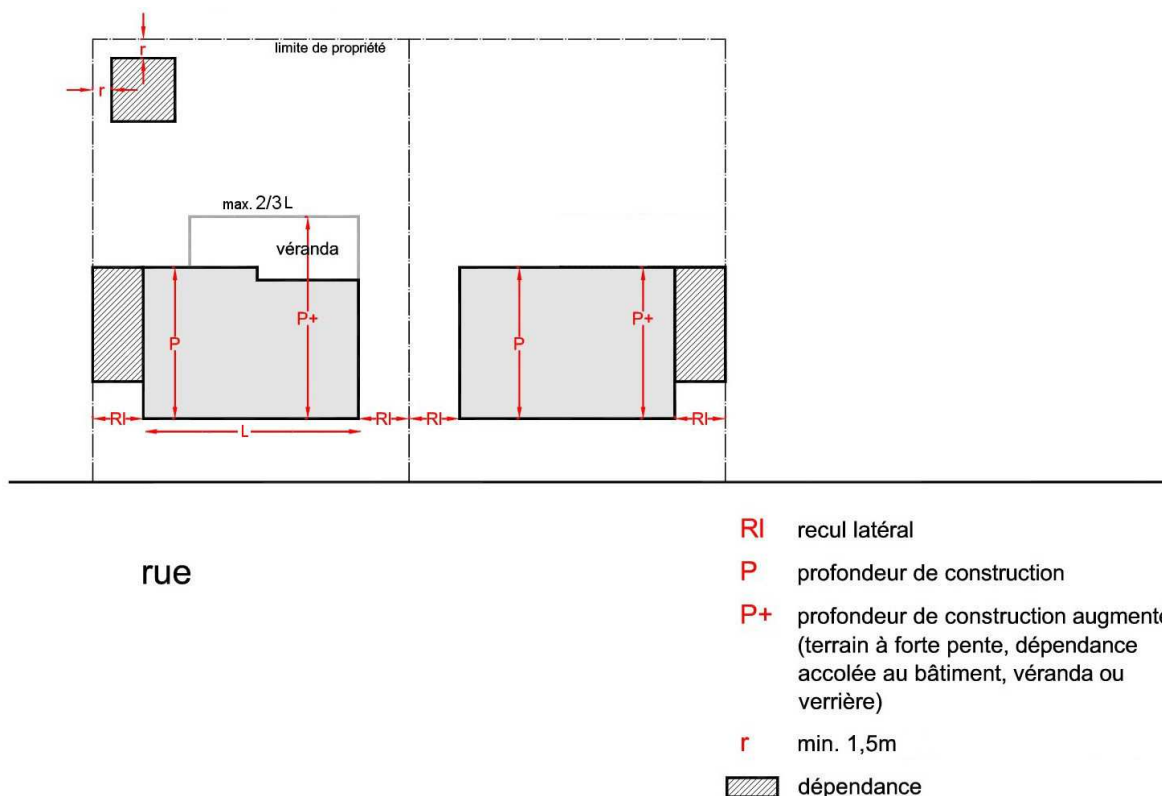 limite de propriété
r
r
max. 2/3 L
véranda
P+
P
P
P+
Rl
L
Rl
Rl
Rl
rue
Rl recul latéral
P profondeur de construction
P+ profondeur de construction augmenté
(terrain à forte pente, dépendance
accolée au bâtiment, véranda ou
verrière)
r min. 1,5m
dépendance